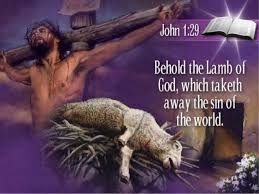 John 1:29
Behold the Lamb of
God, which taketh
away the sin of
the world.